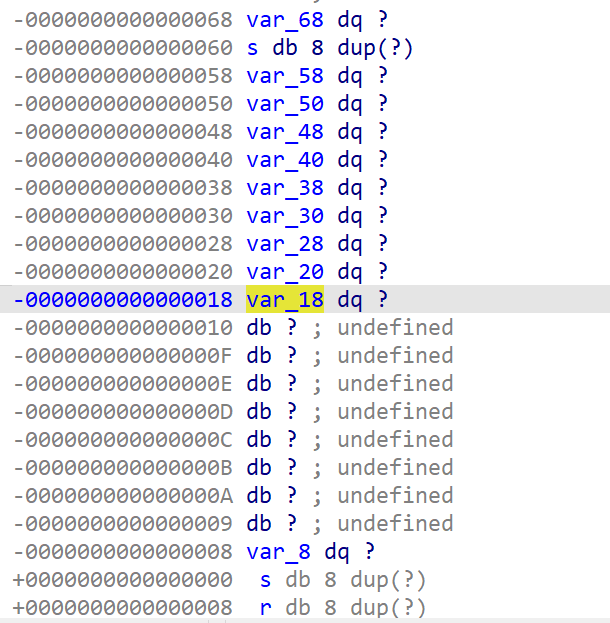 -0000000000000068 var_68 dq ?
-0000000000000060 s db 8 dup(?)
-0000000000000058 var_58 dq ?
-0000000000000050 var_50 dq ?
-0000000000000048 var_48 dq ?
-0000000000000040 var_40 dq ?
-0000000000000038 var_38 dq ?
-0000000000000030 var_30 dq ?
-0000000000000028 var_28 dq ?
-0000000000000020 var_20 dq ?
-0000000000000018 var_18 dq ?
-0000000000000010 db ? ; undefined
-000000000000000F db ? ; undefined
-000000000000000E db ? ; undefined
-000000000000000D db ? ; undefined
-000000000000000C db ? ; undefined
-000000000000000B db ? ; undefined
-000000000000000A db ? ; undefined
-0000000000000009 db ? ; undefined
-0000000000000008 var_8 dq ?
+0000000000000000  s db 8 dup(?)
+0000000000000008  r db 8 dup(?)